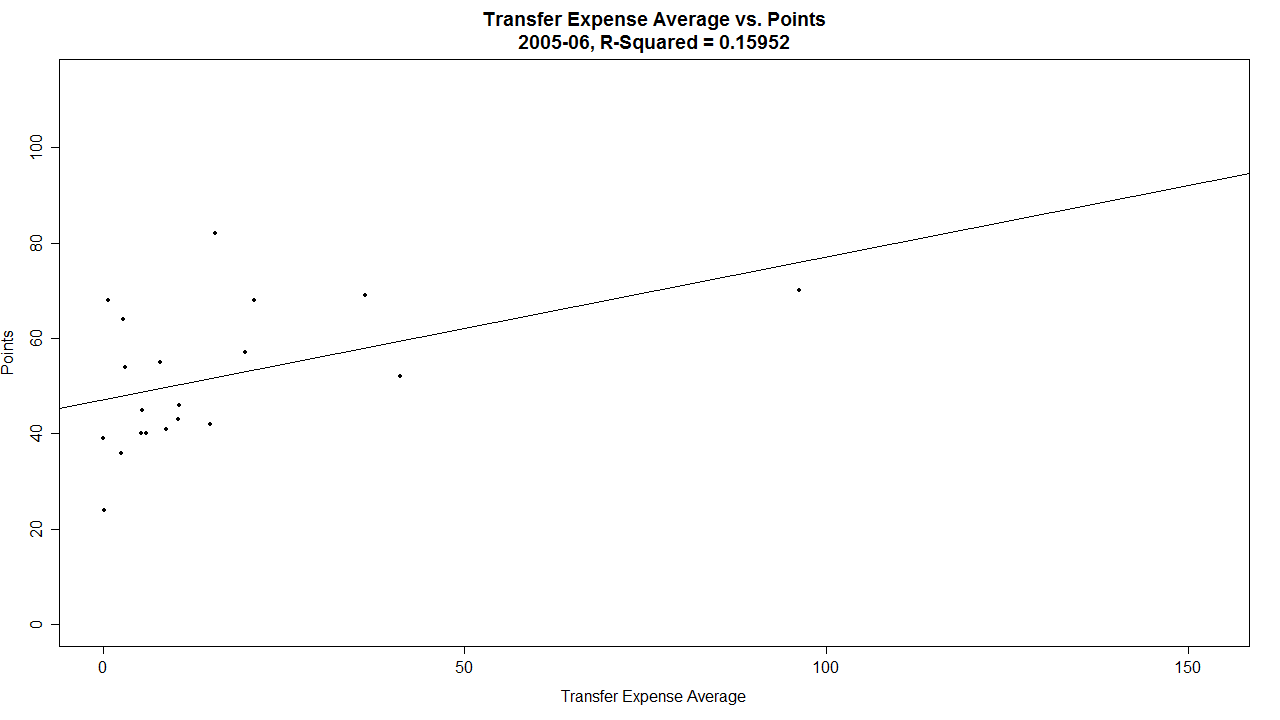 Transfer Expense Average vs. Points
2005-06, R-Squared = 0.15952
Points
100
80
60
40
20
0
0 50 100 150
Transfer Expense Average